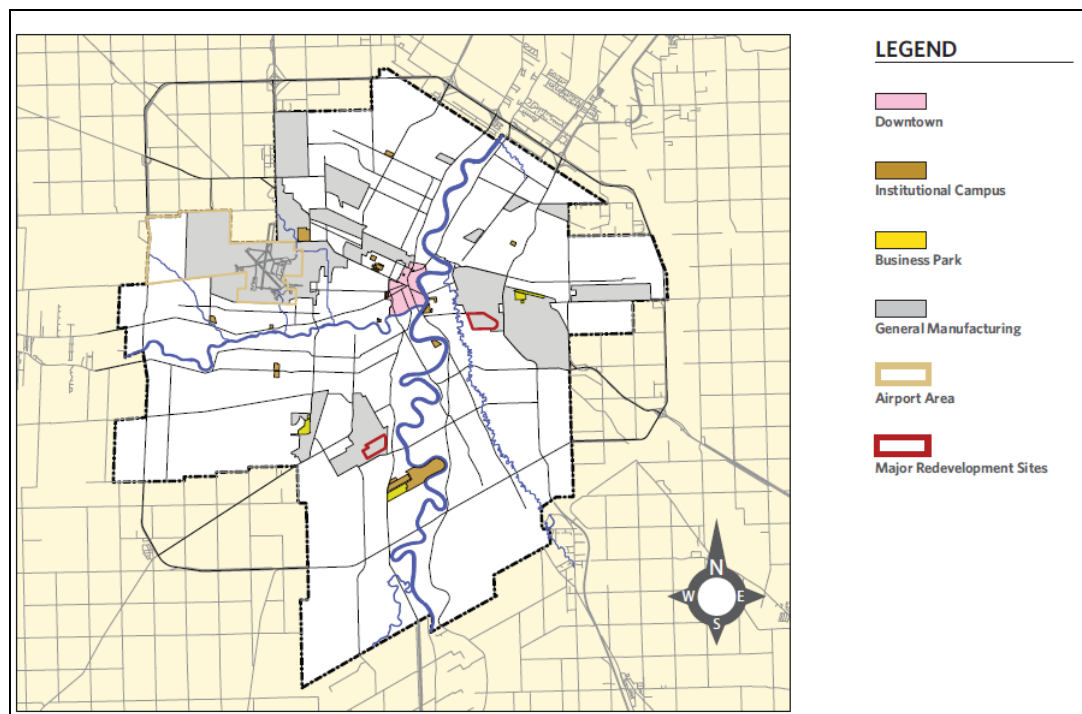 LEGEND
Downtown
Institutional Campus
Business Park
General Manufacturing
Airport Area
Major Redevelopment Sites
N
W E
S